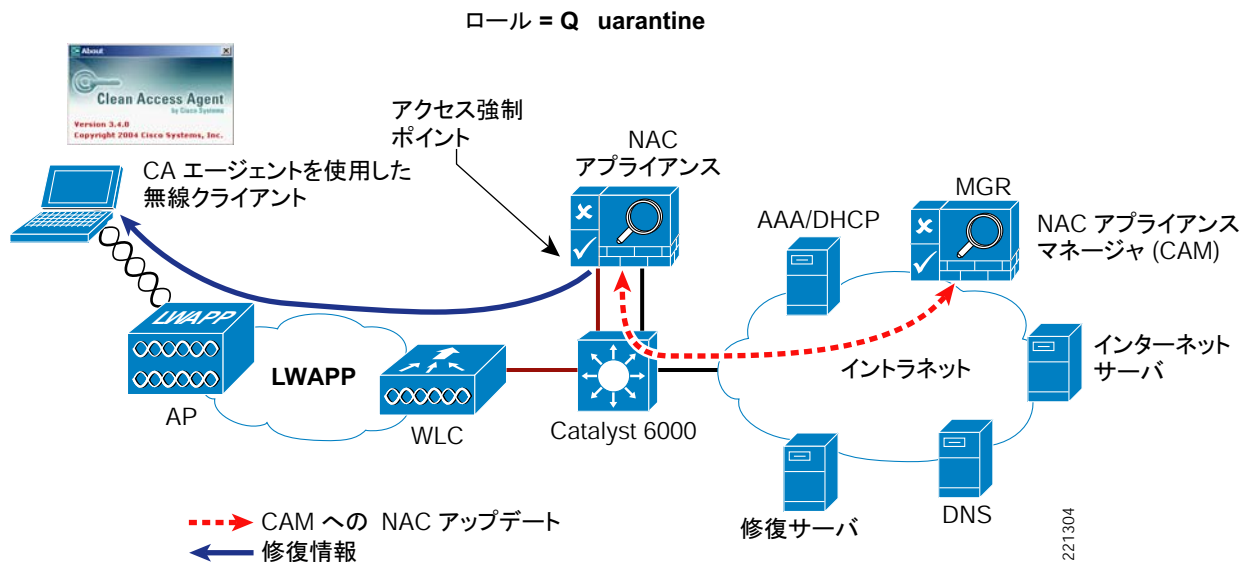 ロール = Q uarantine
About
Clean Access Agent
by Cisco Systems
Version 3.4.0
Copyright 2004 Cisco Systems, Inc.
アクセス強制
ポイント
NAC
アプライアンス
CA エージェントを使用した
無線クライアント
MGR
AAA/DHCP
NAC アプライアンス
マネージャ (CAM)
LWAPP
AP
LWAPP
WLC
Catalyst 6000
イントラネット
インターネット
サーバ
修復サーバ
DNS
CAM への NAC アップデート
修復情報
221304